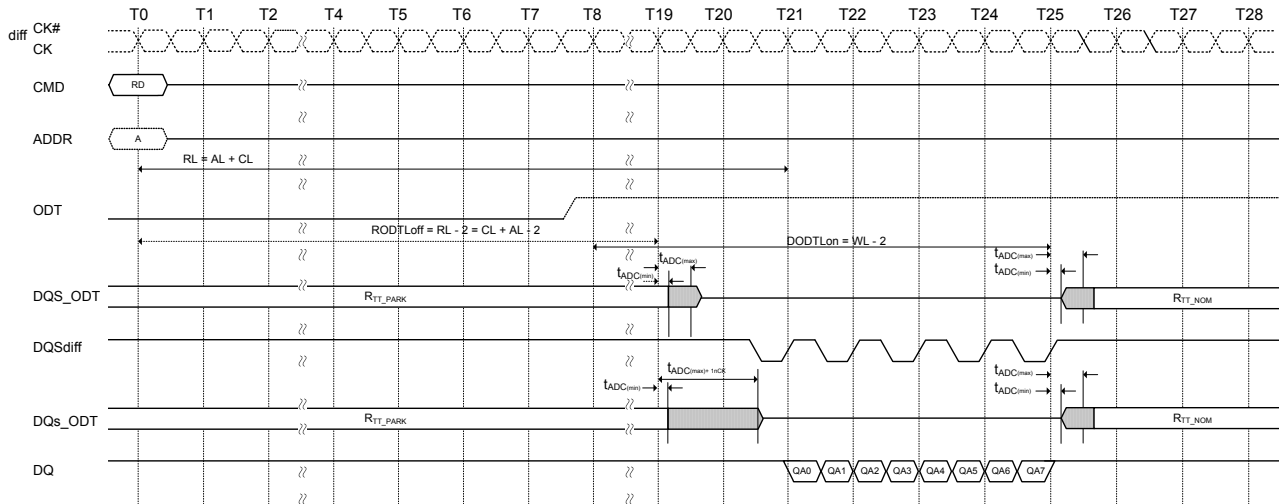 T0 T1 T2 T4 T5 T6 T7 T8 T19 T20 T21 T22 T23 T24 T25 T26 T27 T28
diff CK#
CK
CMD RD
ADDR A
RL = AL + CL
ODT
RODTLoff = RL - 2 = CL + AL - 2
DODTLon = WL - 2
tADC(max) tADC(max)
tADC(min) tADC(min)
DQS_ODT RTT_PARK RTT_NOM
DQSdiff
tADC(max)+ 1nCK tADC(max)
tADC(min) tADC(min)
DQs_ODT RTT_PARK RTT_NOM
DQ QA0 QA1 QA2 QA3 QA4 QA5 QA6 QA7